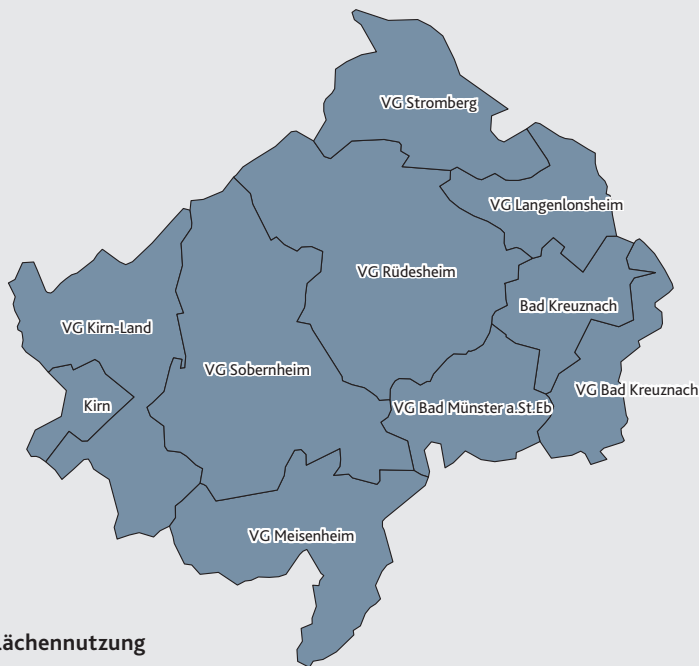 VG Stromberg
VG Langenlonsheim
VG Rüdesheim
Bad Kreuznach
VG Kirn-Land
VG Sobernheim
VG Bad Kreuznach
Kirn
VG Bad Münster a.St.Eb
VG Meisenheim
lächennutzung